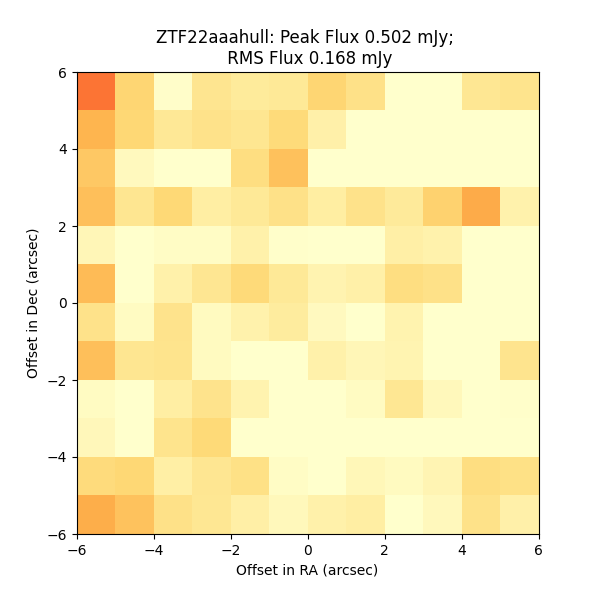 ZTF22aaahull: Peak Flux 0.502 mJy;
RMS Flux 0.168 mJy
6
4
2
0
−2
−4
−6
Offset in Dec (arcsec)
−6 −4 −2 0 2 4 6
Offset in RA (arcsec)